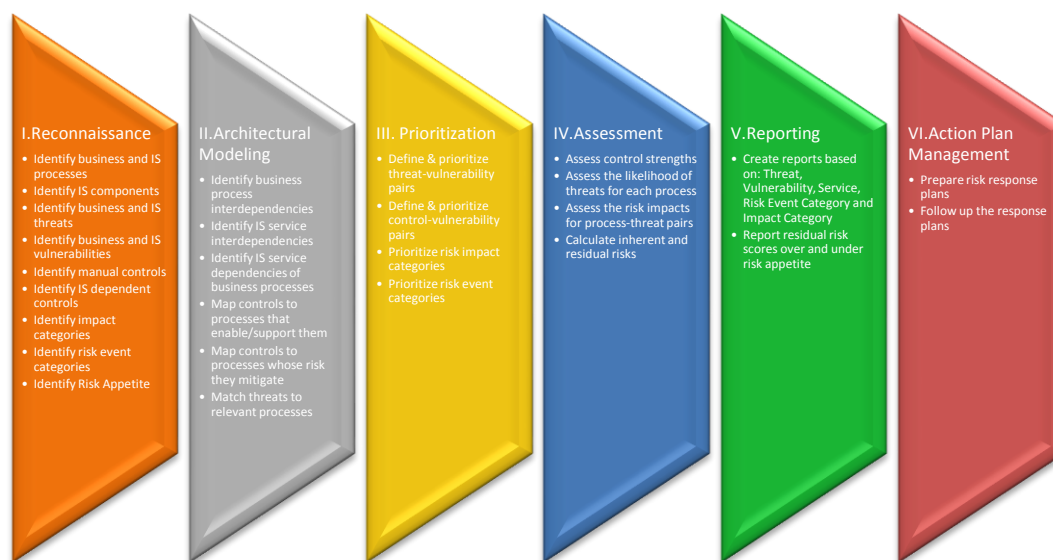 I.Reconnaissance
• Identify business and IS
processes
• Identify IS components
• Identify business and IS
threats
• Identify business and IS
vulnerabilities
• Identify manual controls
• Identify IS dependent
controls
• Identify impact
categories
• Identify risk event
categories
• Identify Risk Appetite
II.Architectural
Modeling
• Identify business
process
interdependencies
• Identify IS service
interdependencies
• Identify IS service
dependencies of
business processes
• Map controls to
processes that
enable/support them
• Map controls to
processes whose risk
they mitigate
• Match threats to
relevant processes
III. Prioritization
• Define & prioritize
threat-vulnerability
pairs
• Define & prioritize
control-vulnerability
pairs
• Prioritize risk impact
categories
• Prioritize risk event
categories
IV.Assessment
• Assess control strengths
• Assess the likelihood of
threats for each process
• Assess the risk impacts
for process-threat pairs
• Calculate inherent and
residual risks
V.Reporting
• Create reports based
on: Threat,
Vulnerability, Service,
Risk Event Category and
Impact Category
• Report residual risk
scores over and under
risk appetite
VI.Action Plan
Management
• Prepare risk response
plans
• Follow up the response
plans